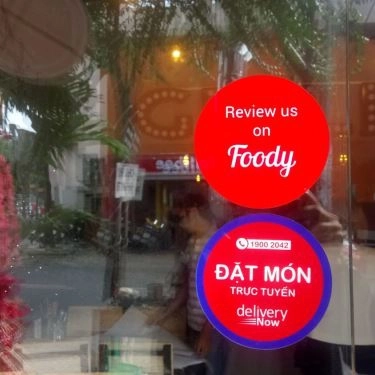 Review us
on
Foody
1900 2042
ĐẶT MÓN
TRỰC TUYẾN
delivery
Now